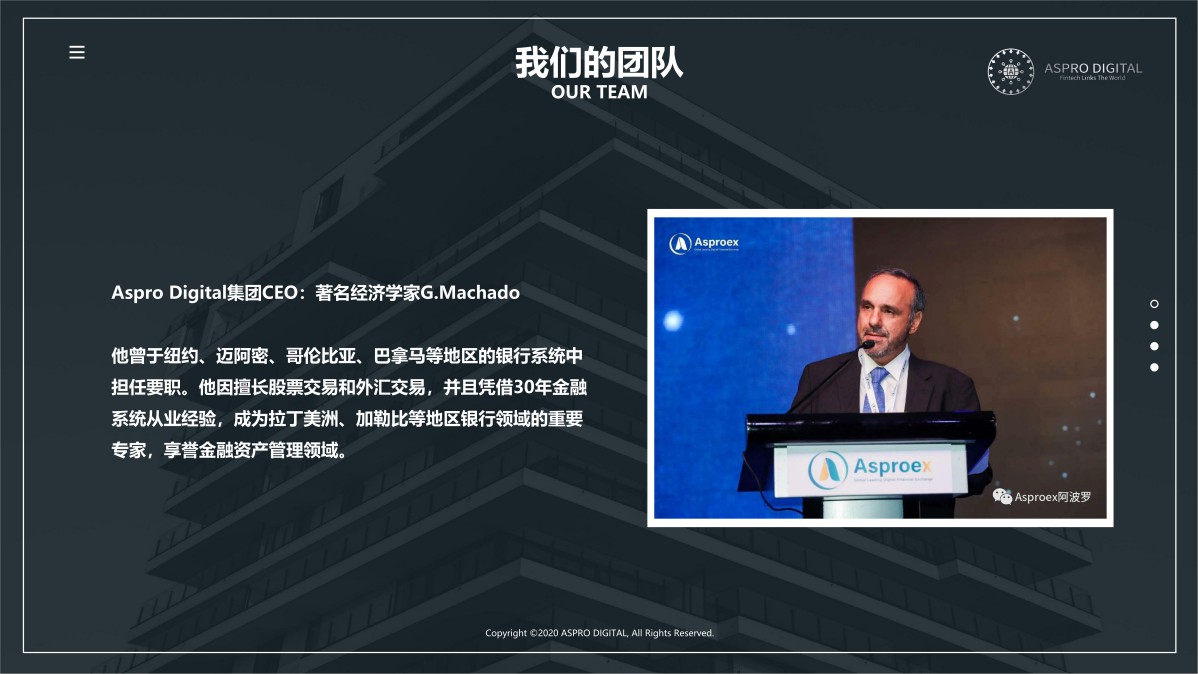 我们的团队
OUR TEAM
ASPRO DIGITAL
Fintech Links The World
Asproex
Aspro Digital集团CEO：著名经济学家G.Machado
他曾于纽约、迈阿密、哥伦比亚、巴拿马等地区的银行系统中
担任要职。他因擅长股票交易和外汇交易，并且凭借30年金融
系统从业经验，成为拉丁美洲、加勒比等地区银行领域的重要
专家，享誉金融资产管理领域。
Asproex
Asproex阿波罗
Copyright ©2020 ASPRO DIGITAL, All Rights Reserved.